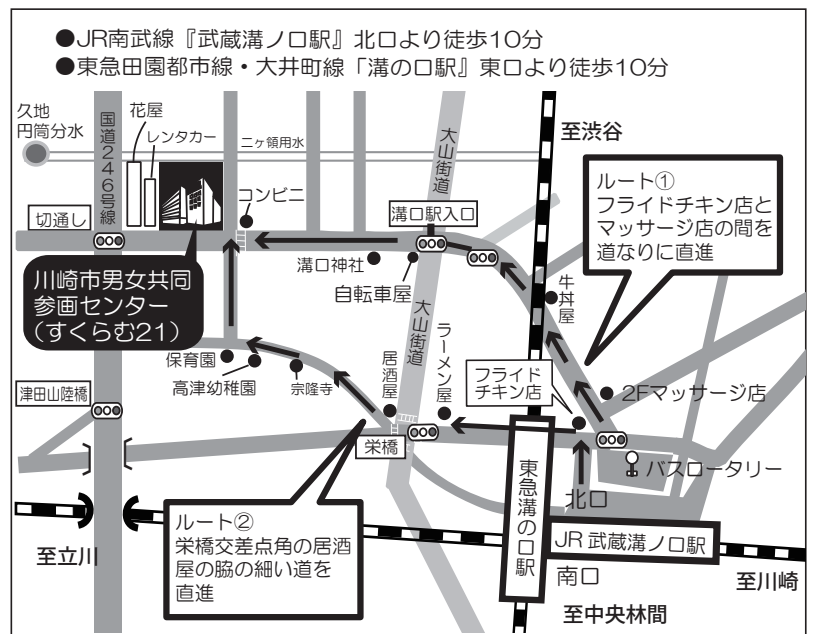 ●JR南武線『武蔵溝ノ口駅』北口より徒歩10分
●東急田園都市線・大井町線「溝の口駅』東口より徒歩10分
久地
円筒分水
国道246号線
花屋
レンタカー
二ヶ領用水
大山街道
至渋谷
ルート①
フライドチキン店と
マッサージ店の間を
道なりに直進
コンビニ
切通し
溝口駅入口
溝口神社
自転車屋
牛丼屋
川崎市男女共同
参画センター
(すくらむ21)
大山街道
ラーメン屋
居酒屋
保育園
高津幼稚園
宗隆寺
フライド
チキン店
2Fマッサージ店
津田山陸橋
栄橋
東急溝の口駅
バスロータリー
北口
ルート②
栄橋交差点角の居酒
屋の脇の細い道を
直進
JR 武蔵溝ノ口駅
至立川
南口
至川崎
至中央林間